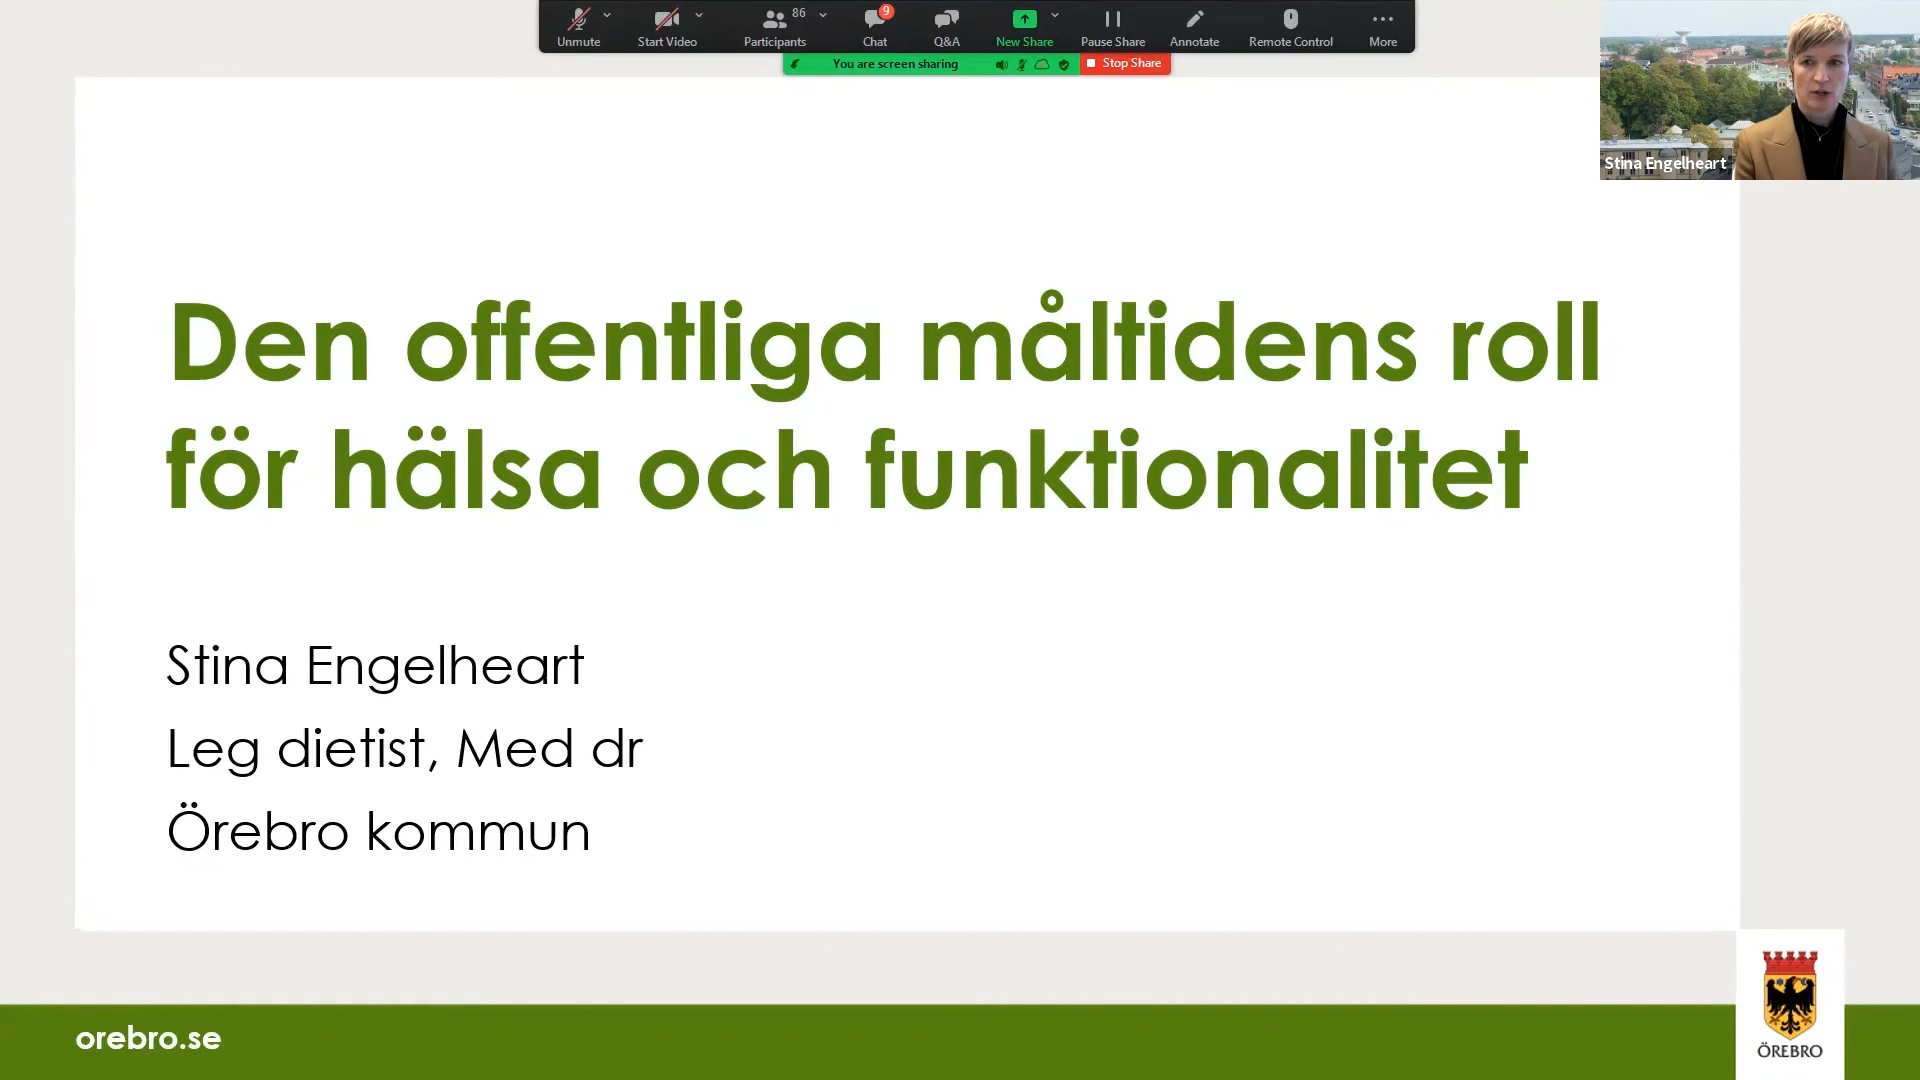 86
9
Unmute
Start Video
Participants
Chat
Q&A
New Share
Pause Share
Annotate
Remote Control
More
You are screen sharing
Stop Share
Stina Engelheart
Den offentliga måltidens roll
för hälsa och funktionalitet
Stina Engelheart
Leg dietist, Med dr
Örebro kommun
orebro.se
ÖREBRO